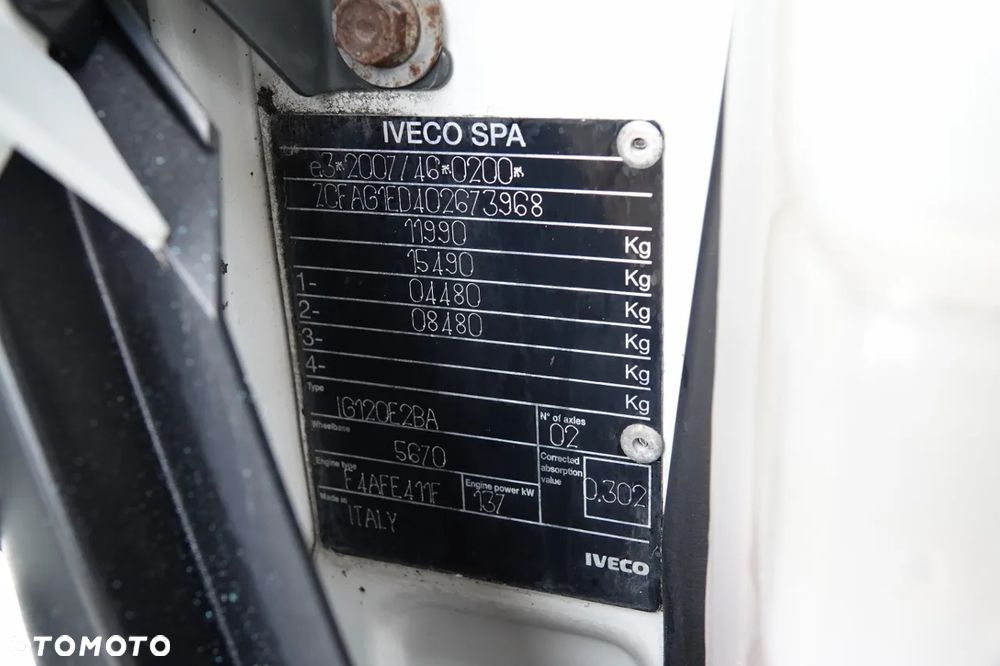 IVECO SPA
e3*2007/46*0200*
ZCFAG1ED402673968
11990 Kg
15490 Kg
1- 04480 Kg
2- 08480 Kg
3- Kg
4- Kg
Type
IG120E2BA
N° of axles
02
Wheelbase
5670
Corrected absorption value
0.302
Engine type
F4AFE411F
Engine power kW
137
Made in
ITALY
IVECO
OTOMOTO